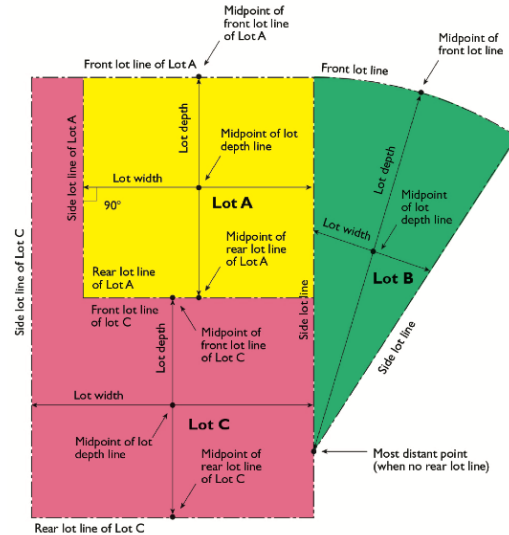 Midpoint of
front lot line
of Lot A
Midpoint of
front lot line
Front lot line of Lot A
Front lot line
Side lot line of Lot A
Lot depth
Midpoint of lot
depth line
Lot depth
Lot width
90°
Lot A
Midpoint of
lot depth line
Lot width
Midpoint of
rear lot line
of Lot A
Lot B
Rear lot line
of Lot A
Side lot line of Lot C
Front lot line
of lot C
Side lot line
Side lot line
Lot depth
Midpoint of
front lot line
of Lot C
Lot width
Lot C
Midpoint of lot
depth line
Midpoint of
rear lot line
of Lot C
Most distant point
(when no rear lot line)
Rear lot line of Lot C